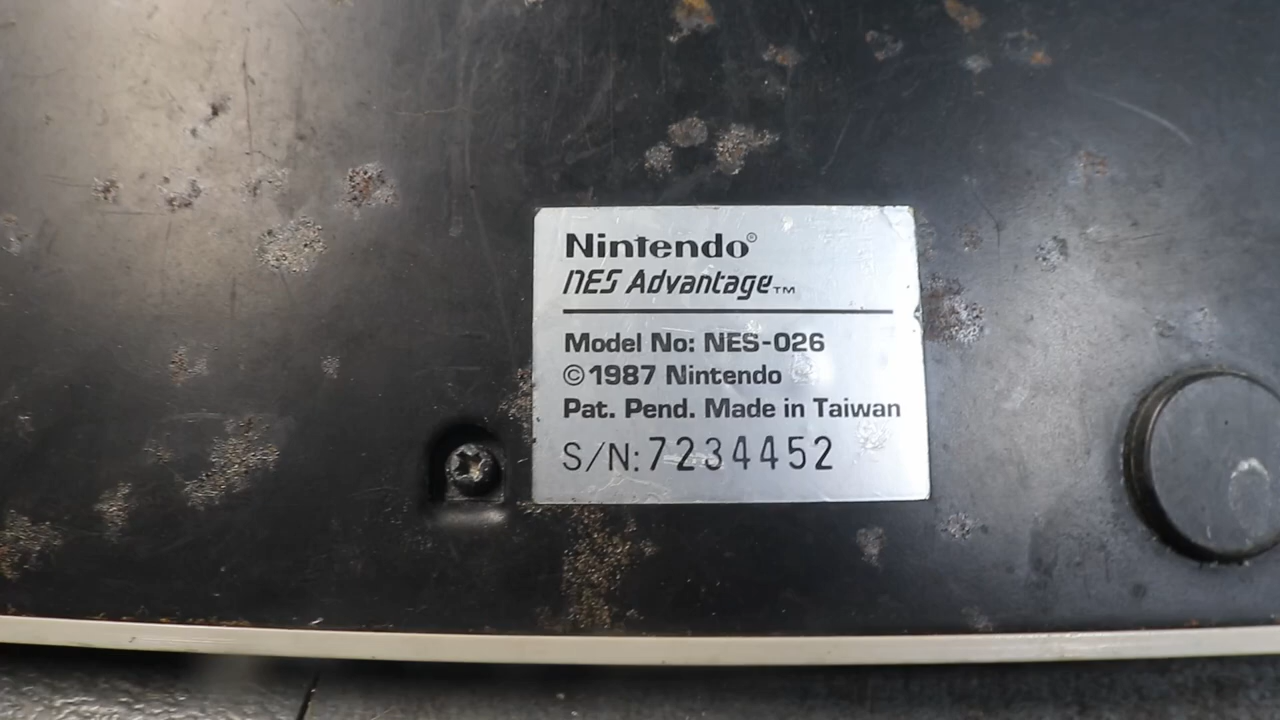 Nintendo®
NES Advantage™
Model No: NES-026
©1987 Nintendo
Pat. Pend. Made in Taiwan
S/N:7234452